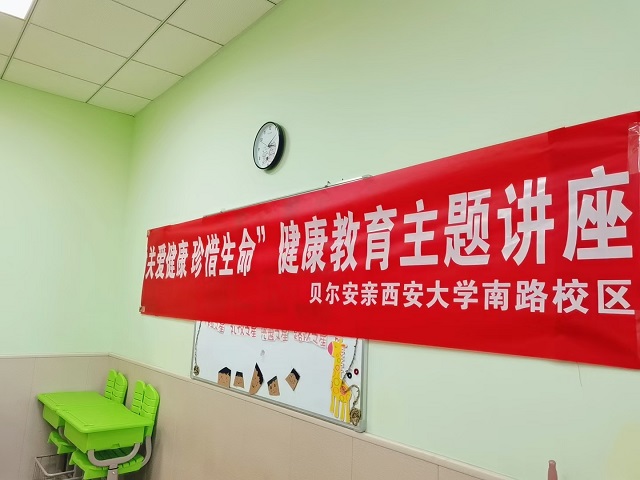 关爱健康 珍惜生命” 健康教育主题讲座
贝尔安亲西安大学南路校区